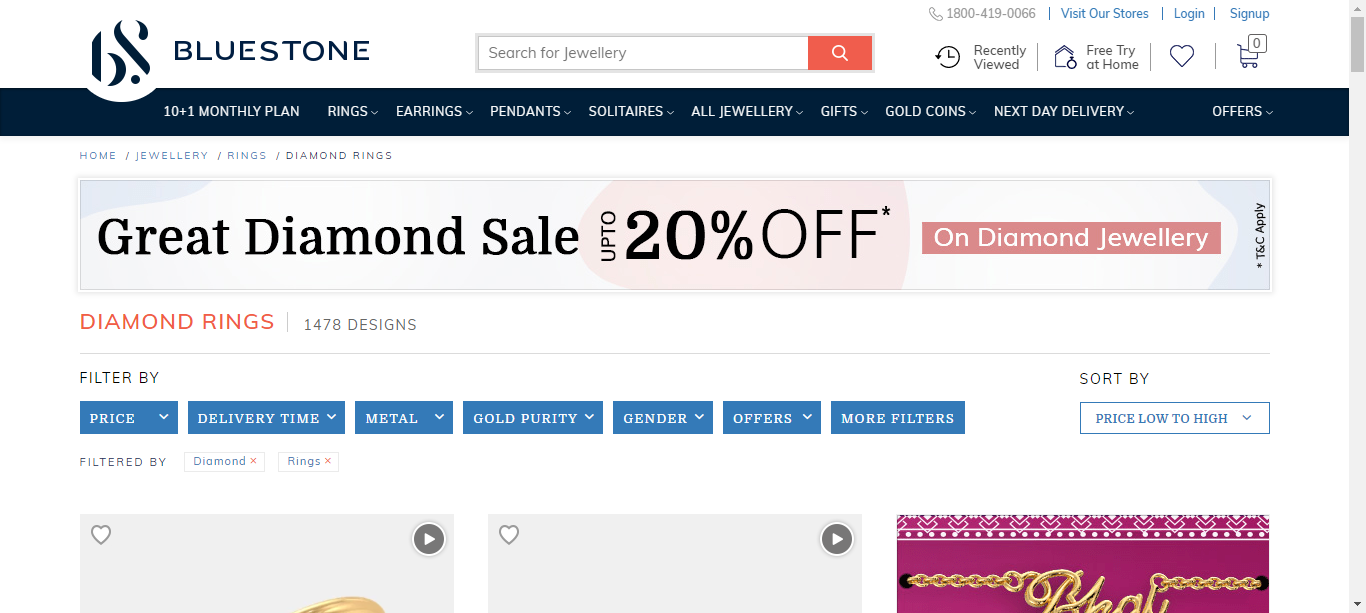 1800-419-0066 Visit Our Stores Login Signup
BLUESTONE
Search for Jewellery
Recently
Viewed
Free Try
at Home
0
10+1 MONTHLY PLAN RINGS EARRINGS PENDANTS SOLITAIRES ALL JEWELLERY GIFTS GOLD COINS NEXT DAY DELIVERY OFFERS
HOME / JEWELLERY / RINGS / DIAMOND RINGS
Great Diamond Sale UPTO 20% OFF* On Diamond Jewellery * T&C Apply
DIAMOND RINGS 1478 DESIGNS
FILTER BY
SORT BY
PRICE DELIVERY TIME METAL GOLD PURITY GENDER OFFERS MORE FILTERS PRICE LOW TO HIGH
FILTERED BY Diamond × Rings ×
Bhai